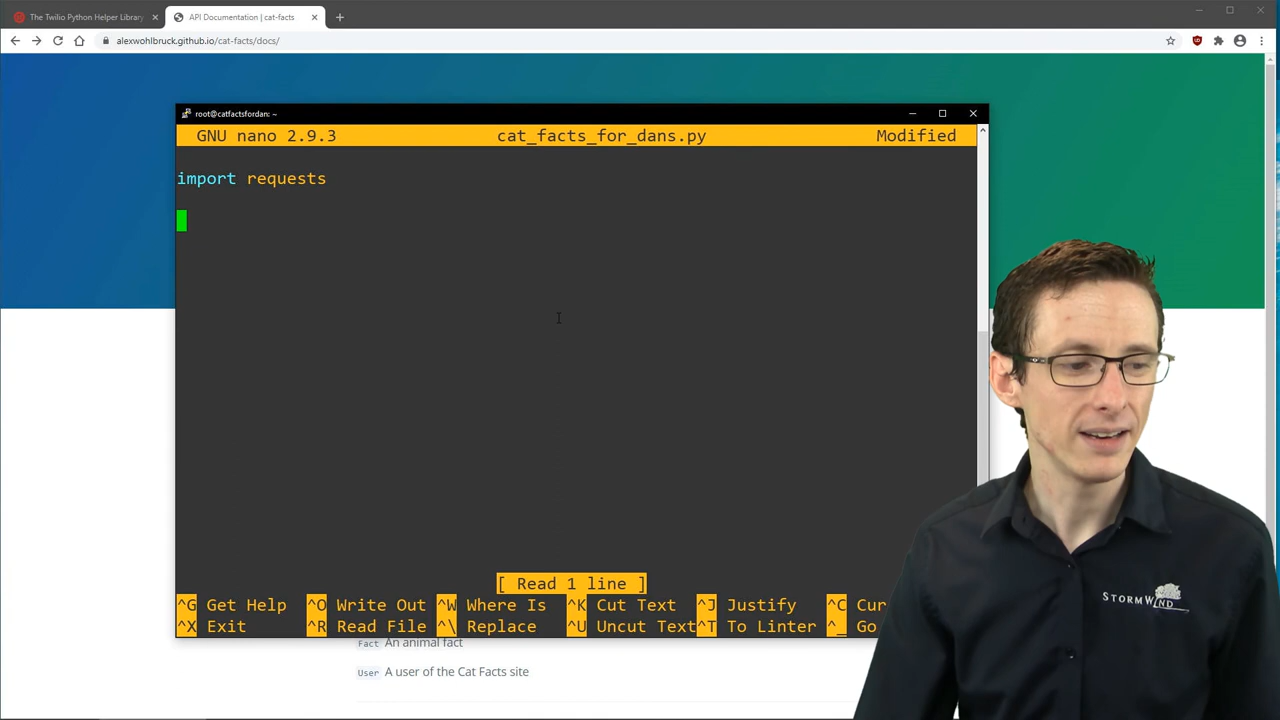 The Twilio Python Helper Library
API Documentation | cat-facts
alexwohlbruck.github.io/cat-facts/docs/
root@catfactsfordan: ~
GNU nano 2.9.3 cat_facts_for_dans.py Modified
import requests
[ Read 1 line ]
^G Get Help ^O Write Out ^W Where Is ^K Cut Text ^J Justify ^C Cur
^X Exit ^R Read File ^\ Replace ^U Uncut Text ^T To Linter ^_ Go
Fact An animal fact
User A user of the Cat Facts site
STORMWIND